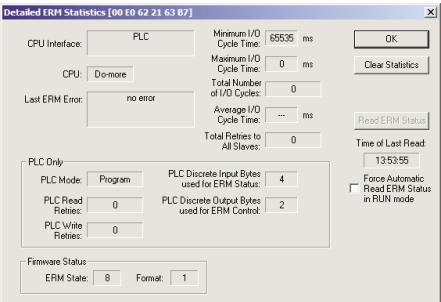 Detailed ERM Statistics [00 E0 62 21 63 B7]
CPU Interface: PLC
CPU: Do-more
Last ERM Error: no error
Minimum I/O Cycle Time: 65535 ms
Maximum I/O Cycle Time: 0 ms
Total Number of I/O Cycles: 0
Average I/O Cycle Time: --- ms
Total Retries to All Slaves: 0
OK
Clear Statistics
Read ERM Status
Time of Last Read:
13:53:55
Force Automatic Read ERM Status in RUN mode
PLC Only
PLC Mode: Program
PLC Read Retries: 0
PLC Write Retries: 0
PLC Discrete Input Bytes used for ERM Status: 4
PLC Discrete Output Bytes used for ERM Control: 2
Firmware Status
ERM State: 8 Format: 1